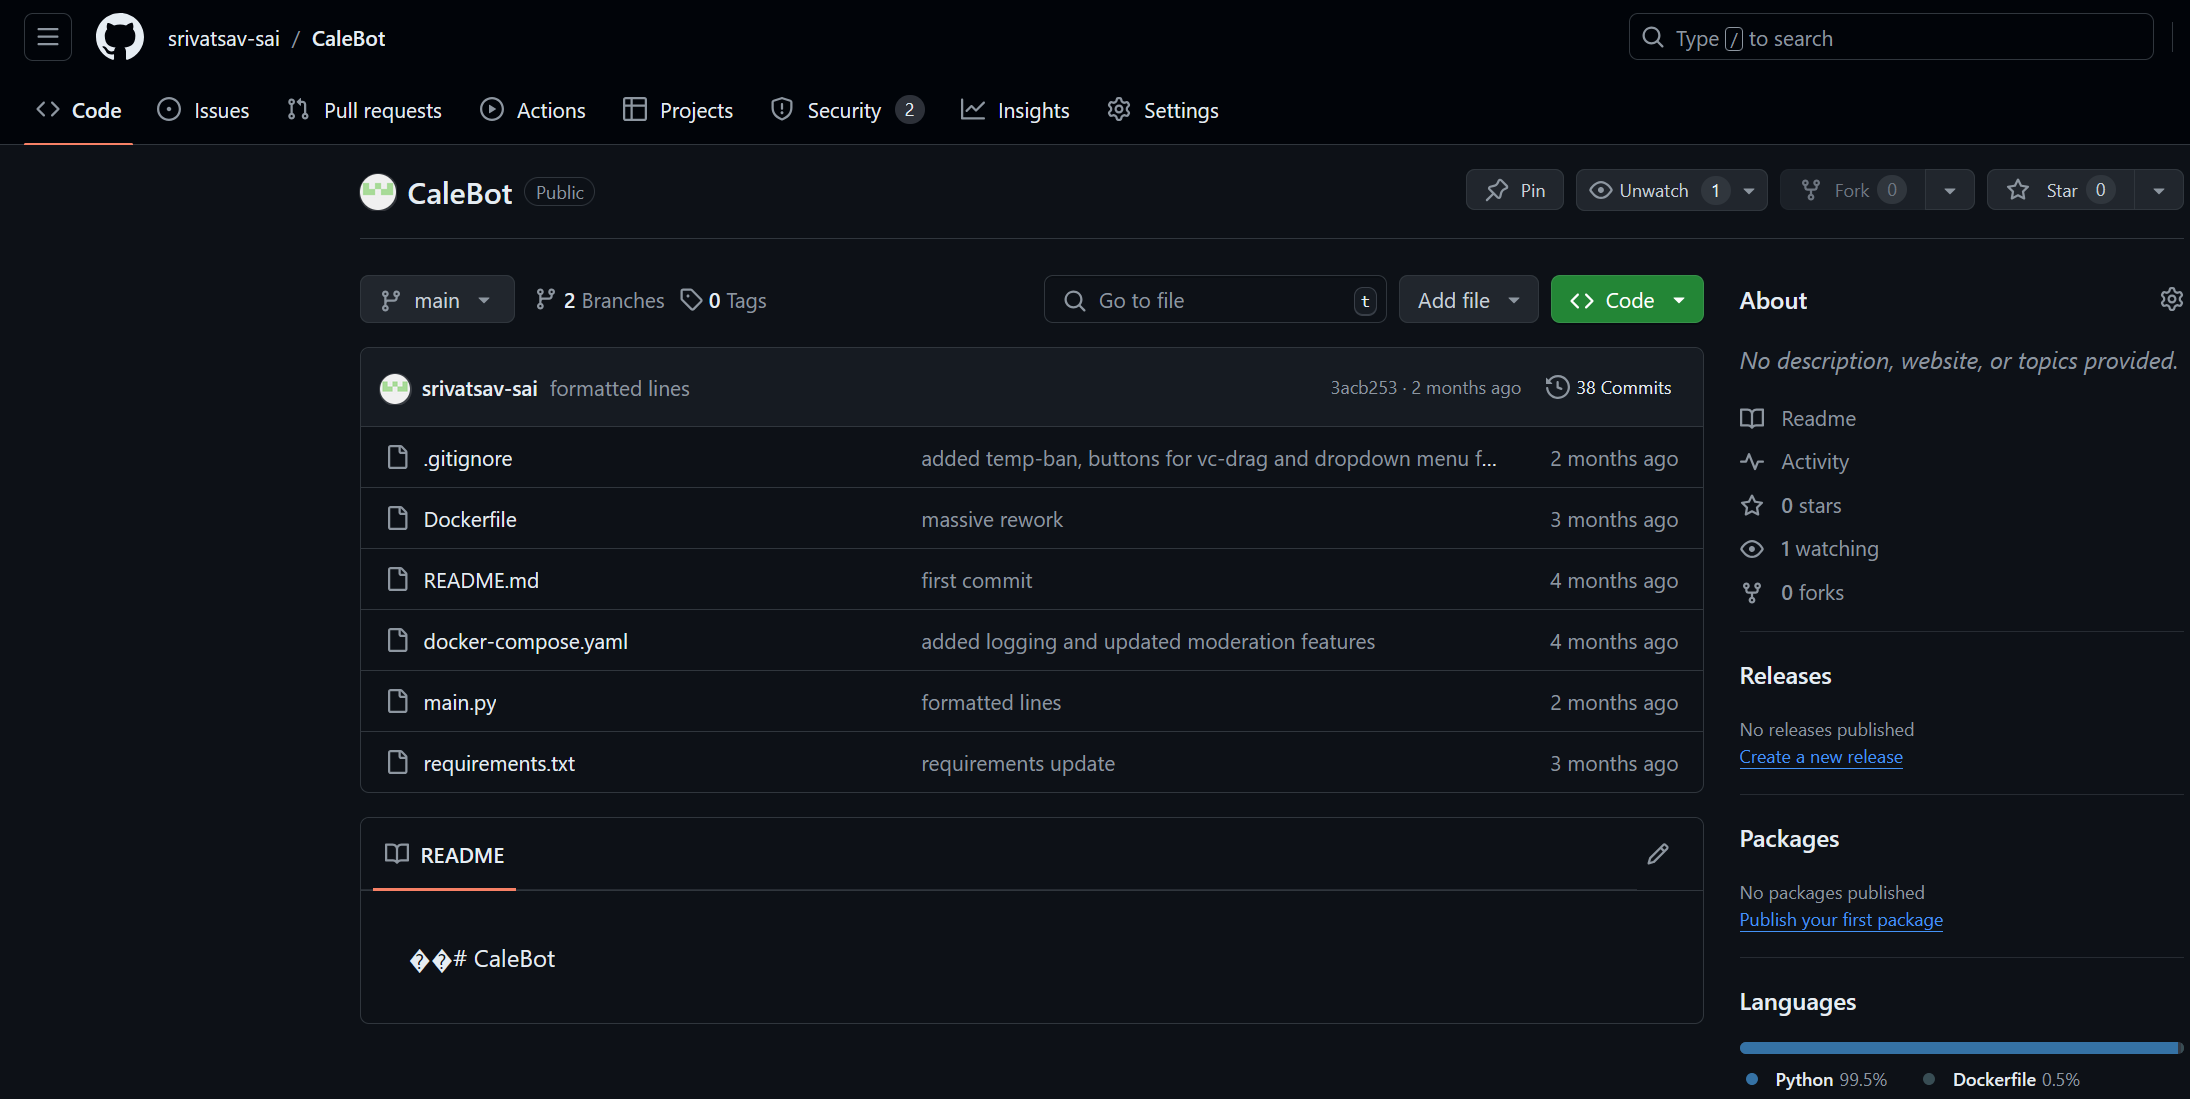 srivatsav-sai / CaleBot
Type / to search
Code Issues Pull requests Actions Projects Security 2 Insights Settings
CaleBot Public
Pin Unwatch 1 Fork 0 Star 0
main 2 Branches 0 Tags Go to file t Add file Code
srivatsav-sai formatted lines 3acb253 · 2 months ago 38 Commits
.gitignore added temp-ban, buttons for vc-drag and dropdown menu f... 2 months ago
Dockerfile massive rework 3 months ago
README.md first commit 4 months ago
docker-compose.yaml added logging and updated moderation features 4 months ago
main.py formatted lines 2 months ago
requirements.txt requirements update 3 months ago
README
��# CaleBot
About
No description, website, or topics provided.
Readme
Activity
0 stars
1 watching
0 forks
Releases
No releases published
Create a new release
Packages
No packages published
Publish your first package
Languages
Python 99.5% Dockerfile 0.5%